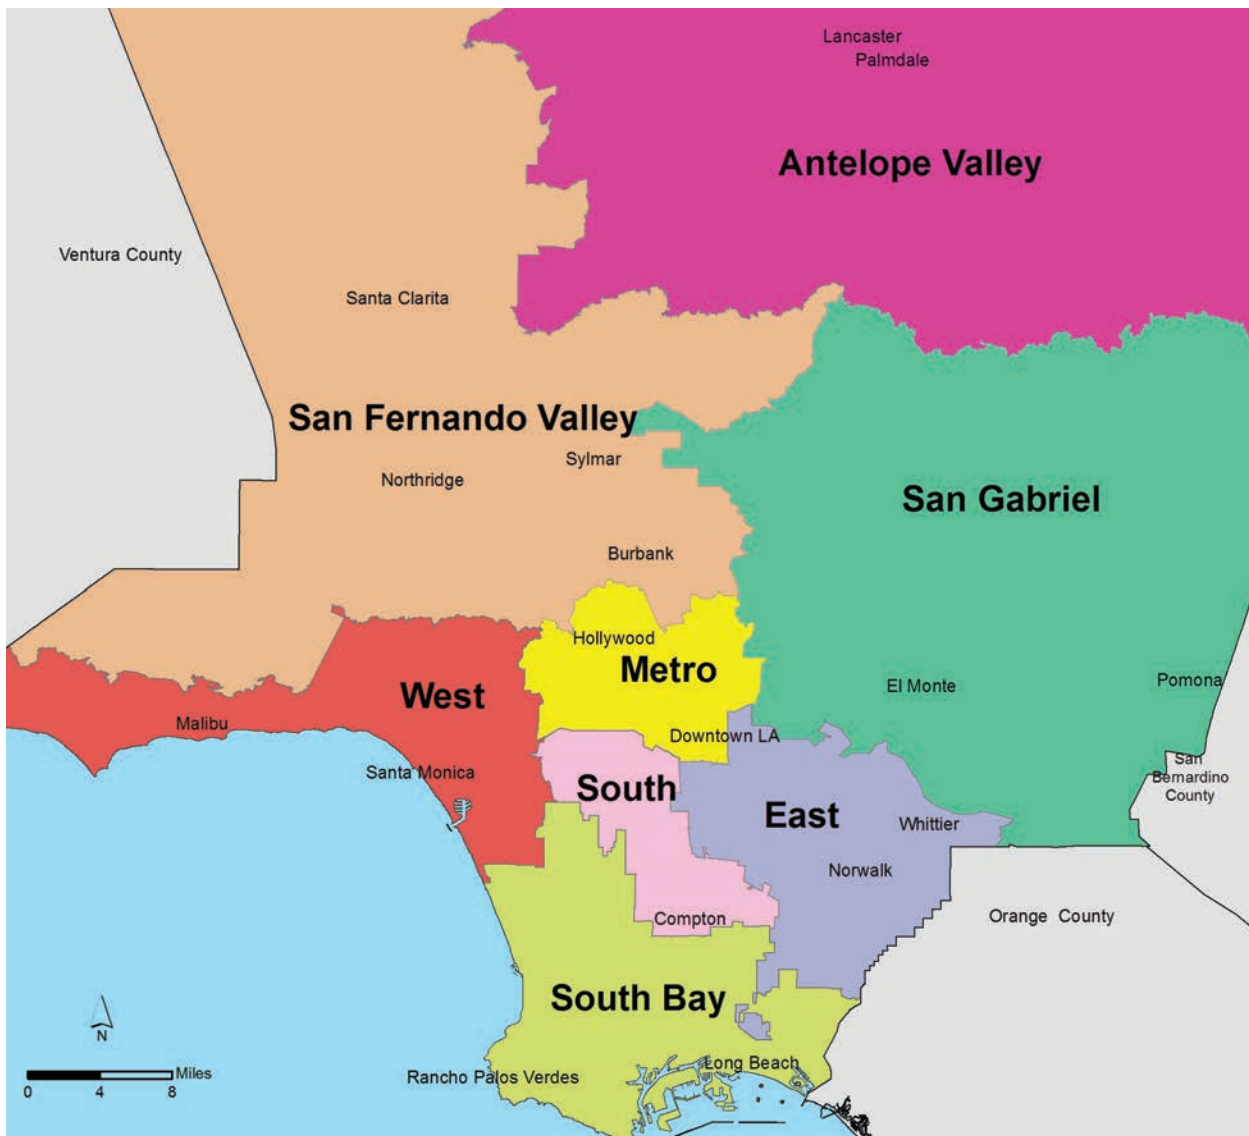 Lancaster
Palmdale
Antelope Valley
Ventura County
Santa Clarita
San Fernando Valley
Sylmar
Northridge
San Gabriel
Burbank
Hollywood
Metro
El Monte
Pomona
West
Malibu
Downtown LA
Santa Monica
San
Bernardino
County
South
East
Whittier
Norwalk
Compton
Orange County
South Bay
N
Long Beach
Rancho Palos Verdes
Miles
0 4 8